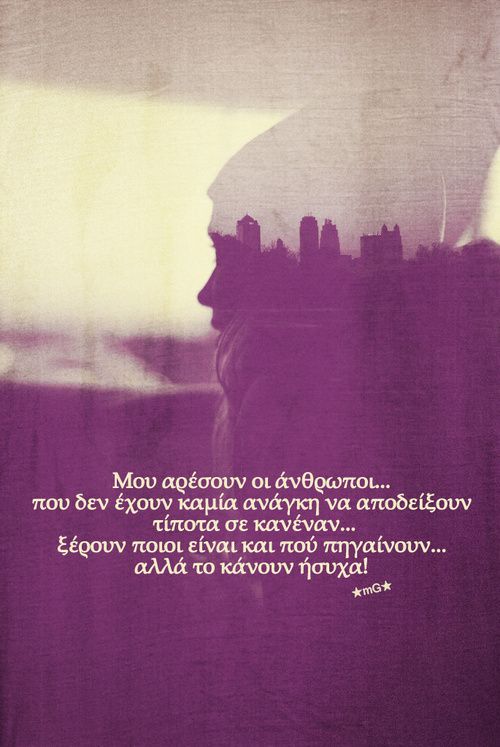 Μου αρέσουν οι άνθρωποι...
που δεν έχουν καμία ανάγκη να αποδείξουν
τίποτα σε κανέναν...
ξέρουν ποιοι είναι και πού πηγαίνουν...
αλλά το κάνουν ήσυχα!
★mG★